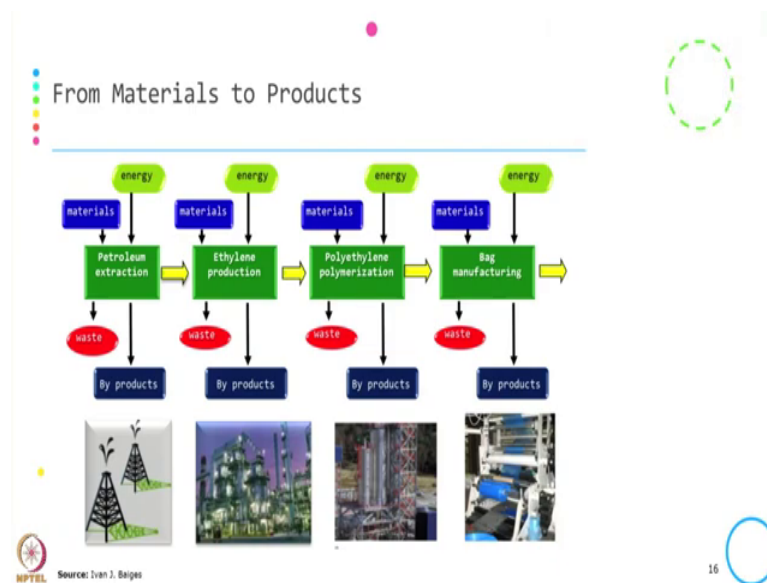 From Materials to Products
energy energy energy energy
materials materials materials materials
Petroleum Ethylene Polyethylene Bag
extraction production polymerization manufacturing
waste waste waste waste
By products By products By products By products
NPTEL Source: Ivan J. Baiges
16